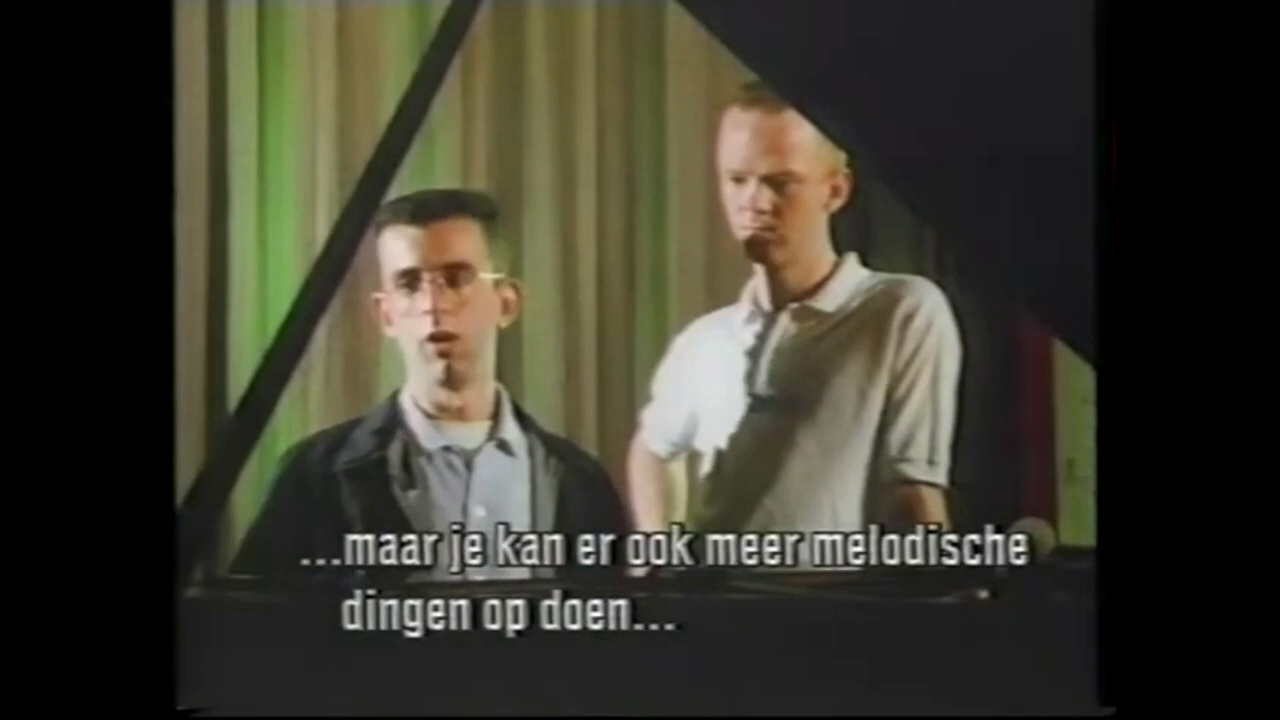 ...maar je kan er ook meer melodische
dingen op doen...